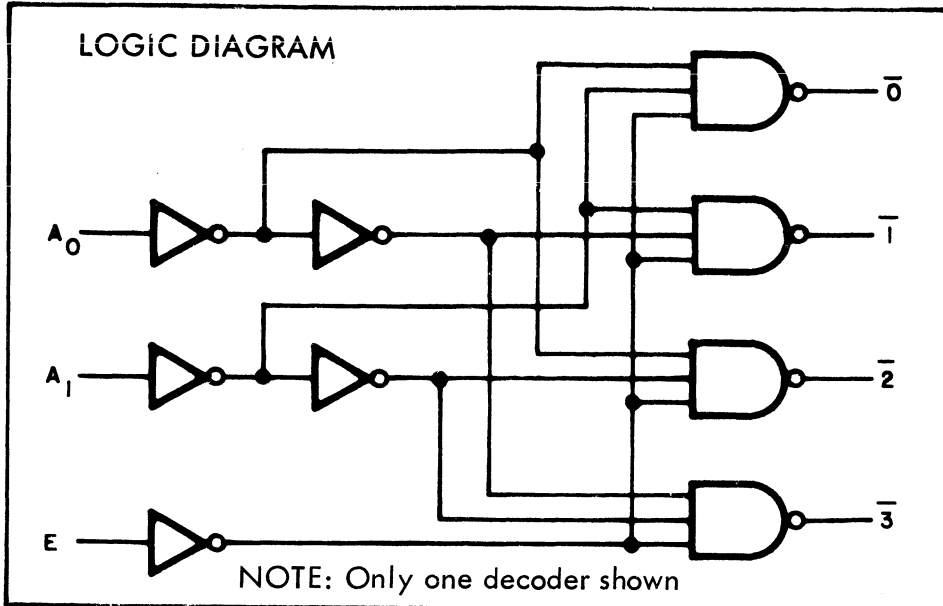 LOGIC DIAGRAM
0̅
A₀
1̅
A₁
2̅
E
3̅
NOTE: Only one decoder shown